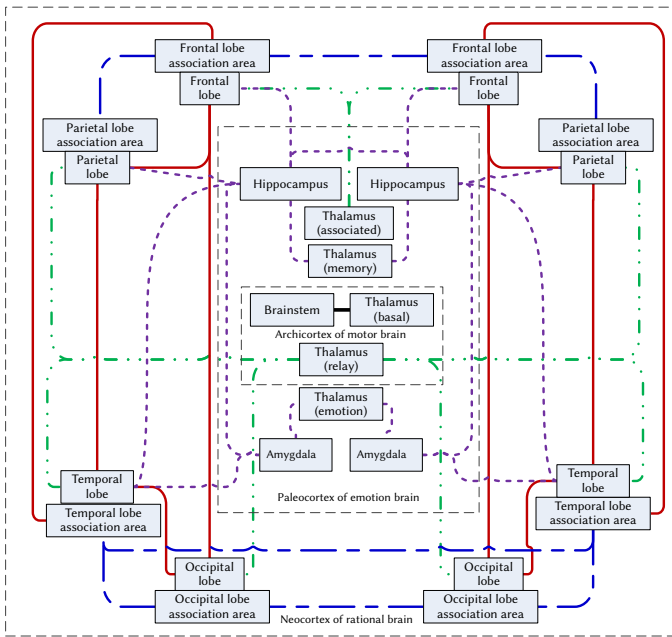 Frontal lobe
association area
Frontal
lobe
Frontal lobe
association area
Frontal
lobe
Parietal lobe
association area
Parietal
lobe
Parietal lobe
association area
Parietal
lobe
Hippocampus
Hippocampus
Thalamus
(associated)
Thalamus
(memory)
Brainstem
Thalamus
(basal)
Archicortex of motor brain
Thalamus
(relay)
Thalamus
(emotion)
Amygdala
Amygdala
Paleocortex of emotion brain
Temporal
lobe
Temporal lobe
association area
Temporal
lobe
Temporal lobe
association area
Occipital
lobe
Occipital lobe
association area
Occipital
lobe
Occipital lobe
association area
Neocortex of rational brain